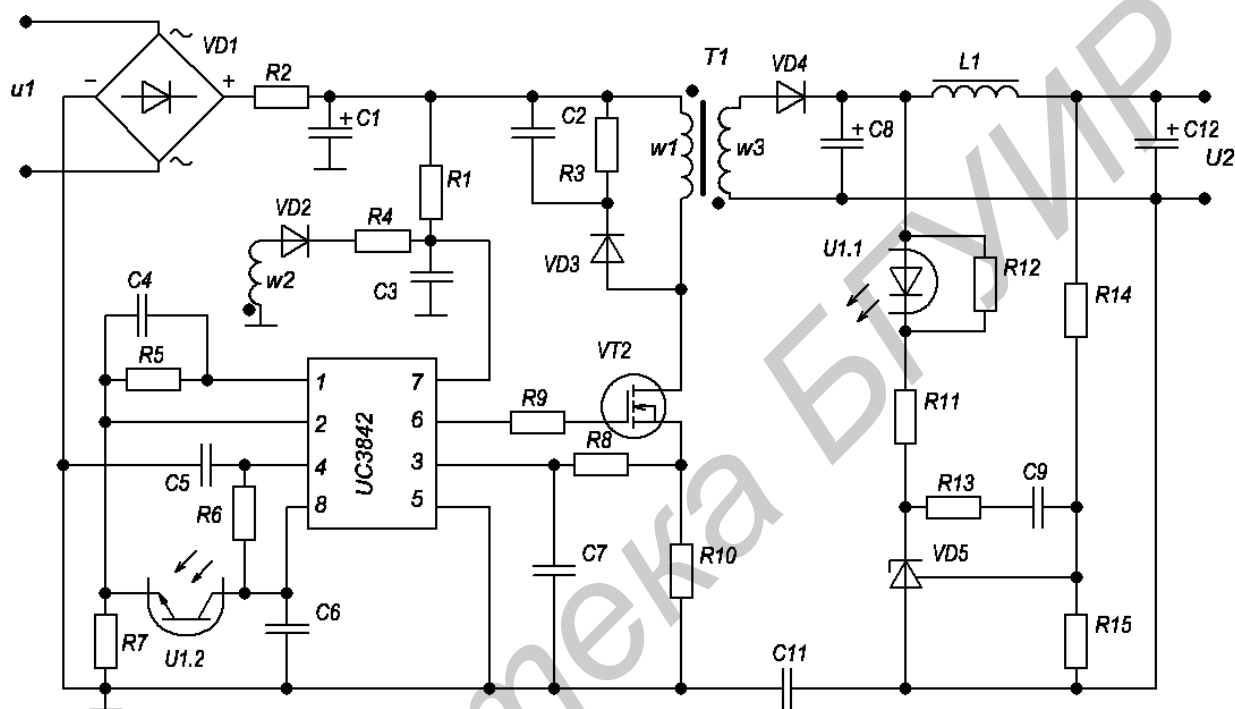 u1
~
VD1
−
+
~
R2
+ C1
R1
C2
R3
VD3
T1
w1
w3
VD4
+ C8
L1
+ C12
U2
VD2
R4
w2
C3
C4
R5
C5
R6
R7
U1.2
C6
UC3842
1
2
4
8
7
6
3
5
R9
VT2
R8
C7
R10
C11
U1.1
R12
R11
R13
C9
VD5
R14
R15
тека БГУИР